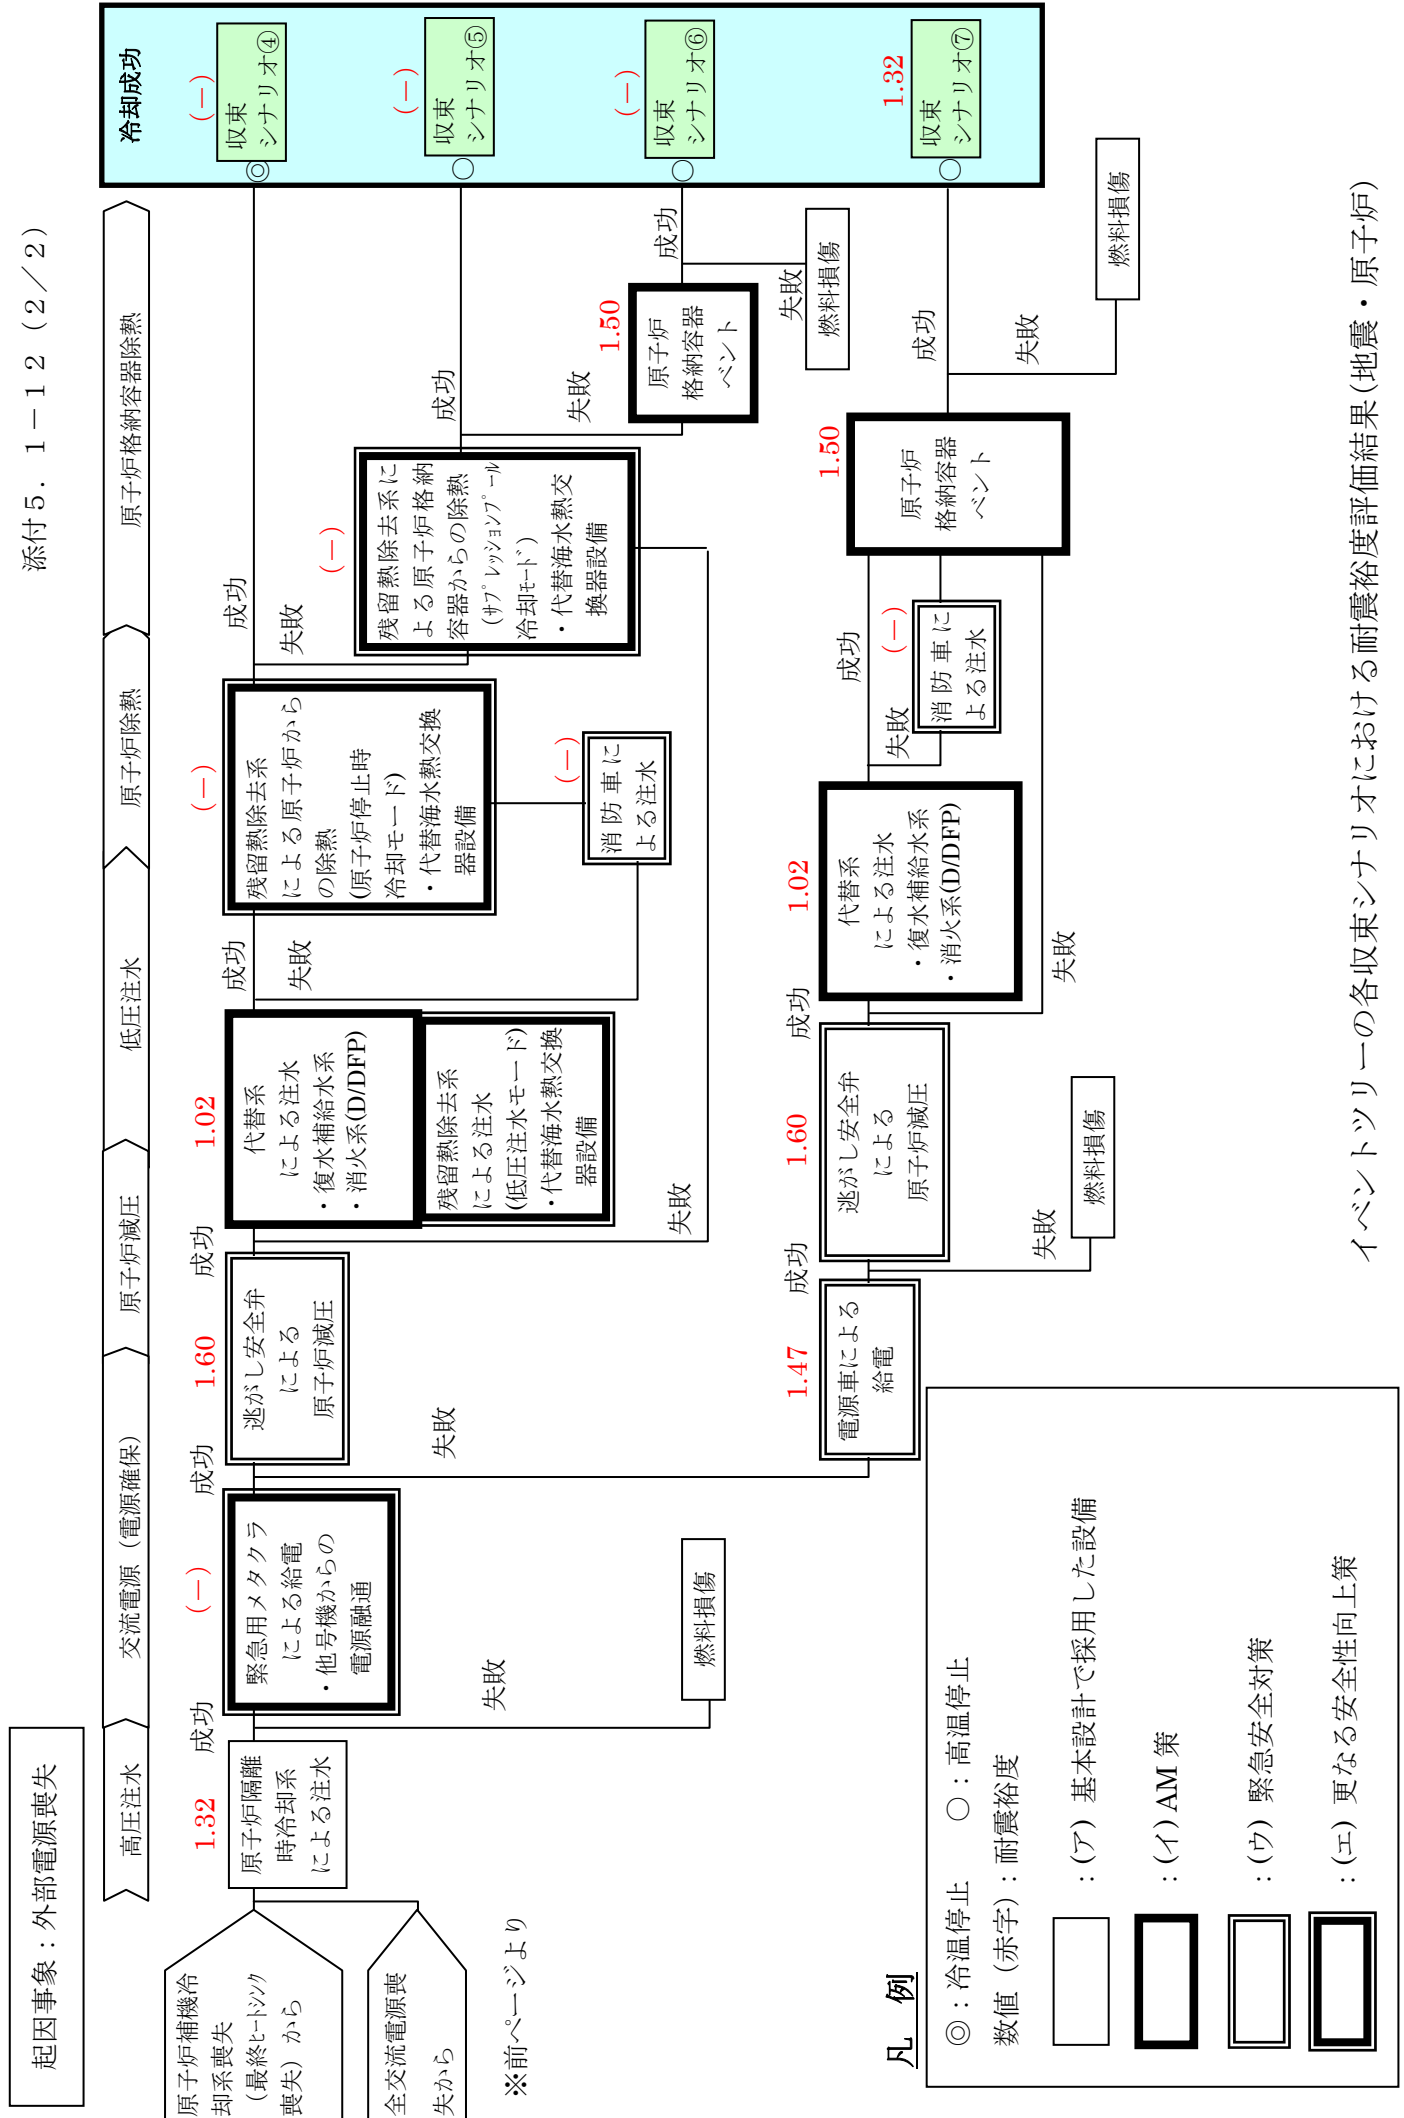 添付５．１－１２（２／２）
起因事象：外部電源喪失
高圧注水
交流電源（電源確保）
原子炉減圧
低圧注水
原子炉除熱
原子炉格納容器除熱
冷却成功
原子炉補機冷
却系喪失
（最終ﾋｰﾄｼﾝｸ
喪失）から
全交流電源喪
失から
※前ページより
1.32
原子炉隔離
時冷却系
による注水
成功
失敗
燃料損傷
(－)
緊急用メタクラ
による給電
・他号機からの
電源融通
成功
失敗
1.60
逃がし安全弁
による
原子炉減圧
成功
失敗
1.02
代替系
による注水
・復水補給水系
・消火系(D/DFP)
残留熱除去系
による注水
(低圧注水モード)
・代替海水熱交換
器設備
成功
失敗
(－)
残留熱除去系
による原子炉から
の除熱
(原子炉停止時
冷却モード)
・代替海水熱交換
器設備
(－)
消防車に
よる注水
成功
失敗
(－)
残留熱除去系に
よる原子炉格納
容器からの除熱
(ｻﾌﾟﾚｯｼｮﾝﾌﾟｰﾙ
冷却ﾓｰﾄﾞ)
・代替海水熱交
換器設備
成功
失敗
1.50
原子炉
格納容器
ベント
成功
失敗
燃料損傷
(－)
収束
シナリオ④
◎
(－)
収束
シナリオ⑤
○
(－)
収束
シナリオ⑥
○
1.32
収束
シナリオ⑦
○
1.47
電源車による
給電
成功
失敗
燃料損傷
1.60
逃がし安全弁
による
原子炉減圧
成功
失敗
1.02
代替系
による注水
・復水補給水系
・消火系(D/DFP)
成功
失敗
(－)
消防車に
よる注水
1.50
原子炉
格納容器
ベント
成功
失敗
燃料損傷
凡　例
◎：冷温停止　○：高温停止
数値（赤字）：耐震裕度
：(ア) 基本設計で採用した設備
：(イ) AM 策
：(ウ) 緊急安全対策
：(エ) 更なる安全性向上策
イベントツリーの各収束シナリオにおける耐震裕度評価結果(地震・原子炉)